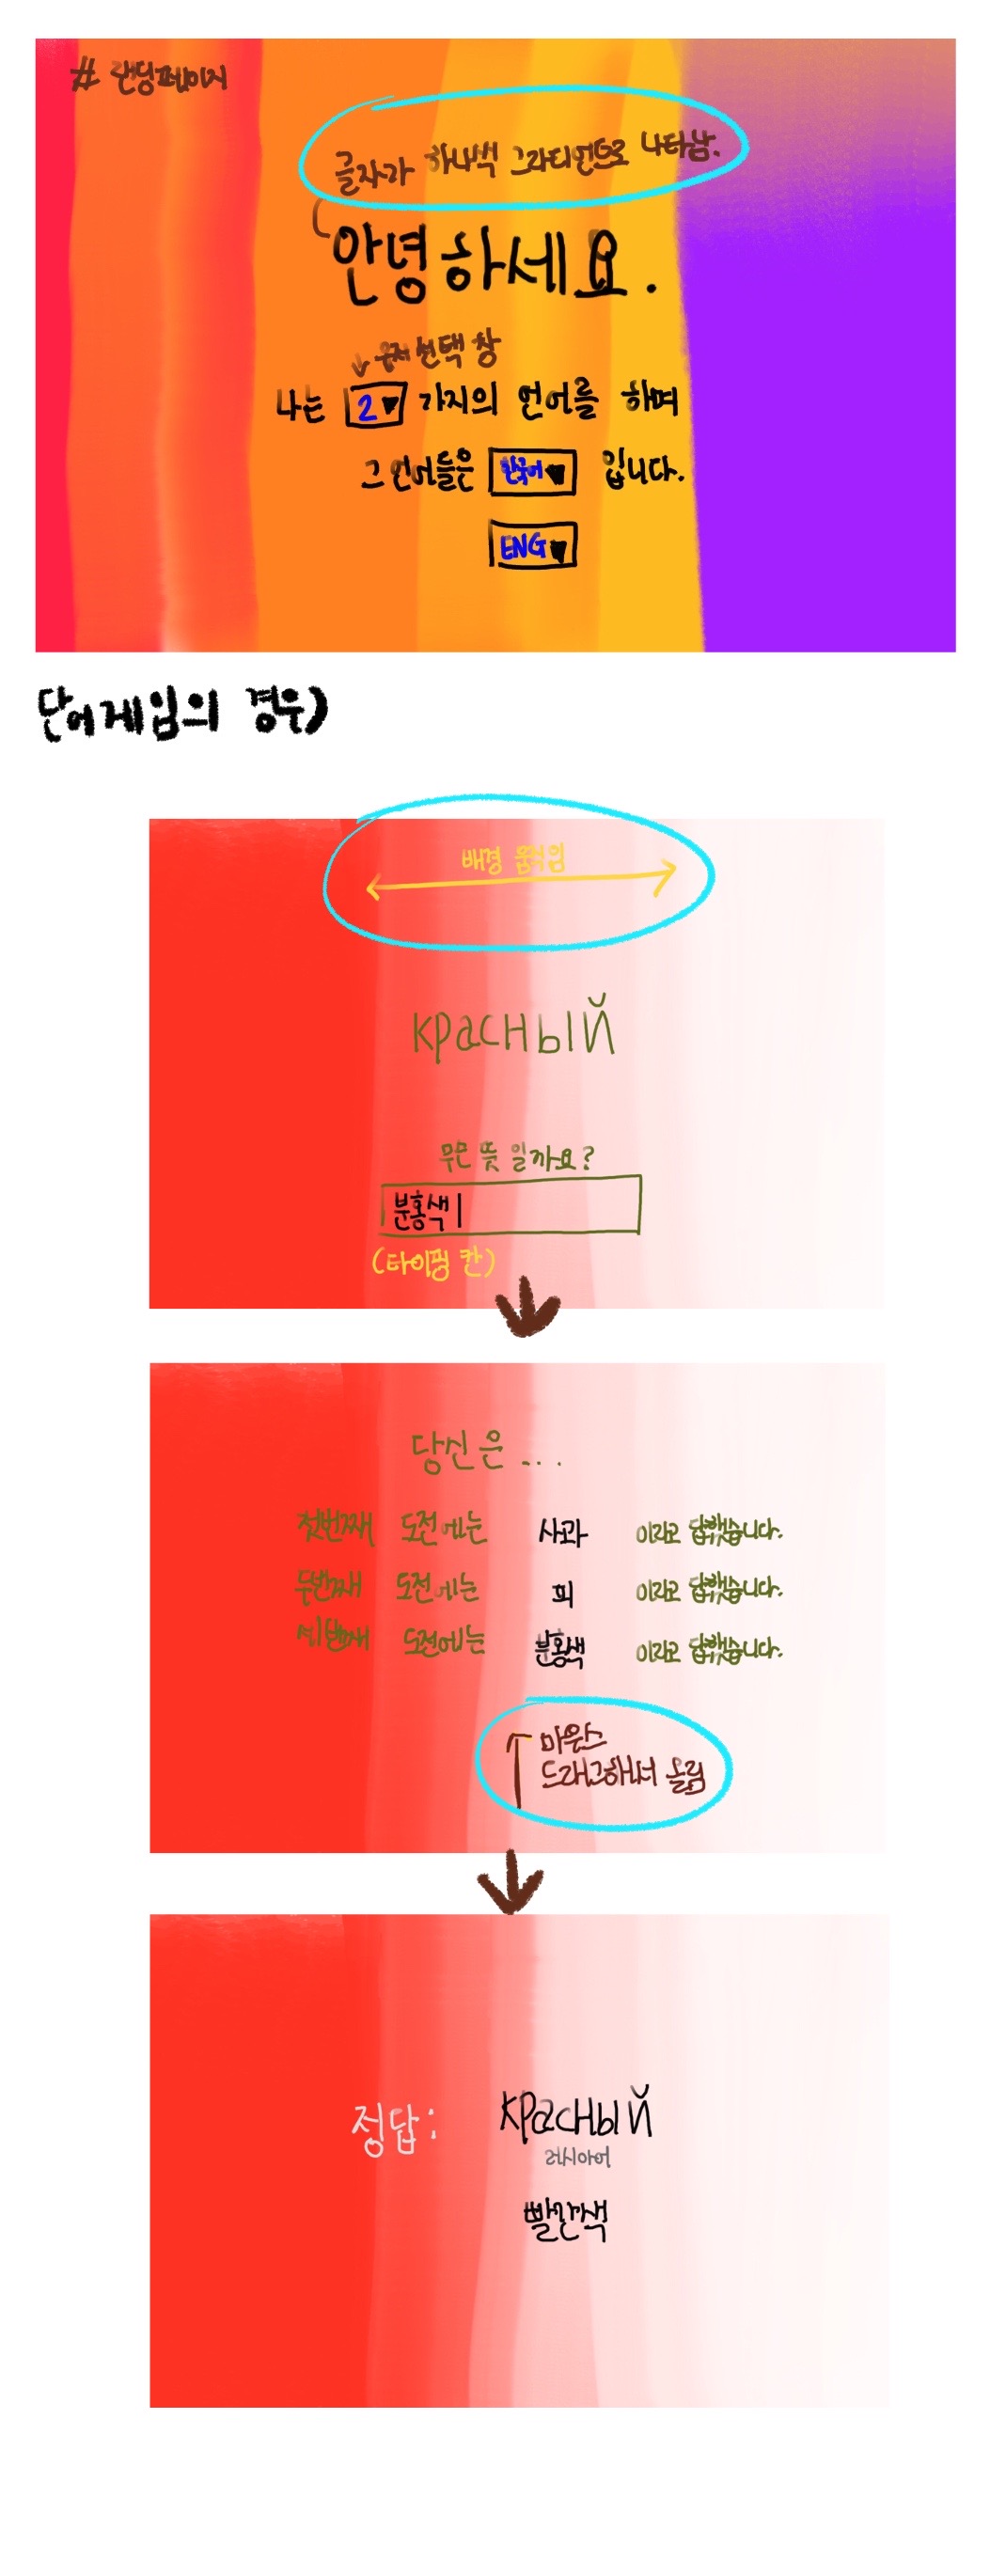 # 랜딩페이지
글자가 하나씩 그라디언트로 나타남.
안녕하세요.
선택 창
나는 2 가지의 언어를 하며
그 언어들은 한국어 입니다.
ENG
단어게임의 경우)
배경 움직임
красный
무슨 뜻 일까요?
분홍색
(타이핑 칸)
당신은 ...
첫번째 도전에는 사과 이라고 답했습니다.
두번째 도전에는 피 이라고 답했습니다.
세번째 도전에는 분홍색 이라고 답했습니다.
마우스
드래그해서 올림
정답: красный
러시아어
빨간색